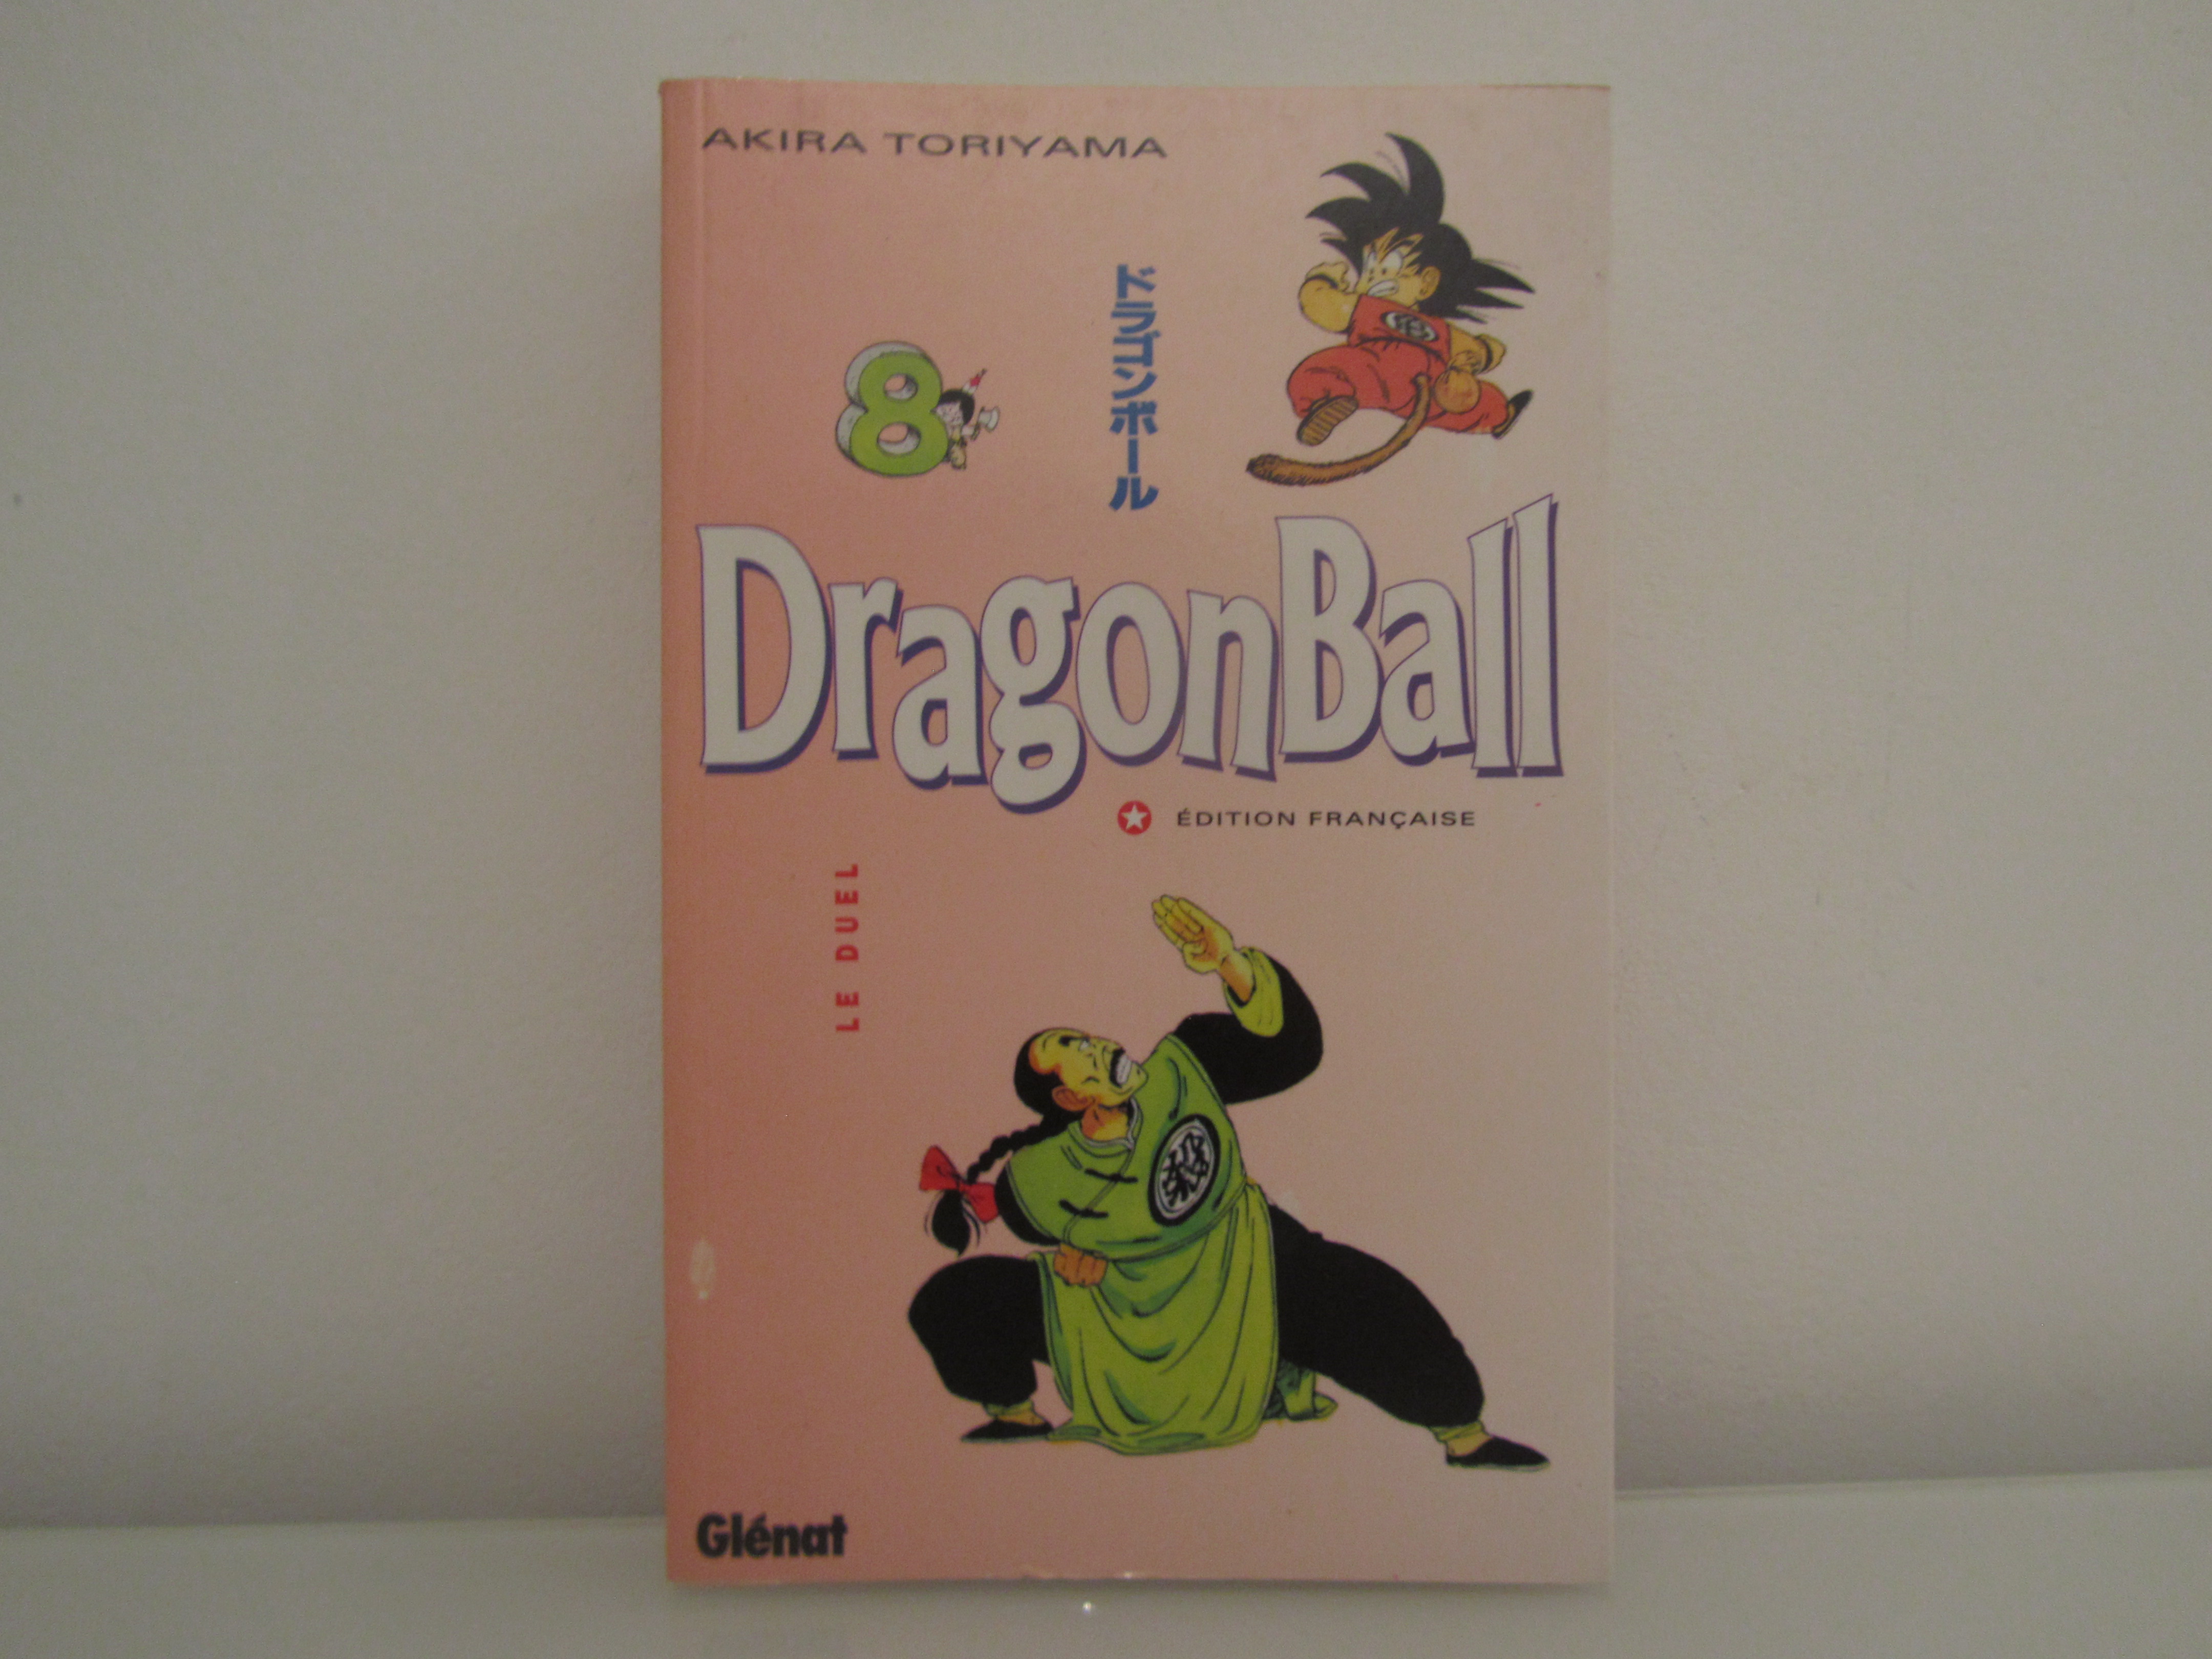 AKIRA TORIYAMA
8
ドラゴンボール
DragonBall
ÉDITION FRANÇAISE
LE DUEL
Glénat